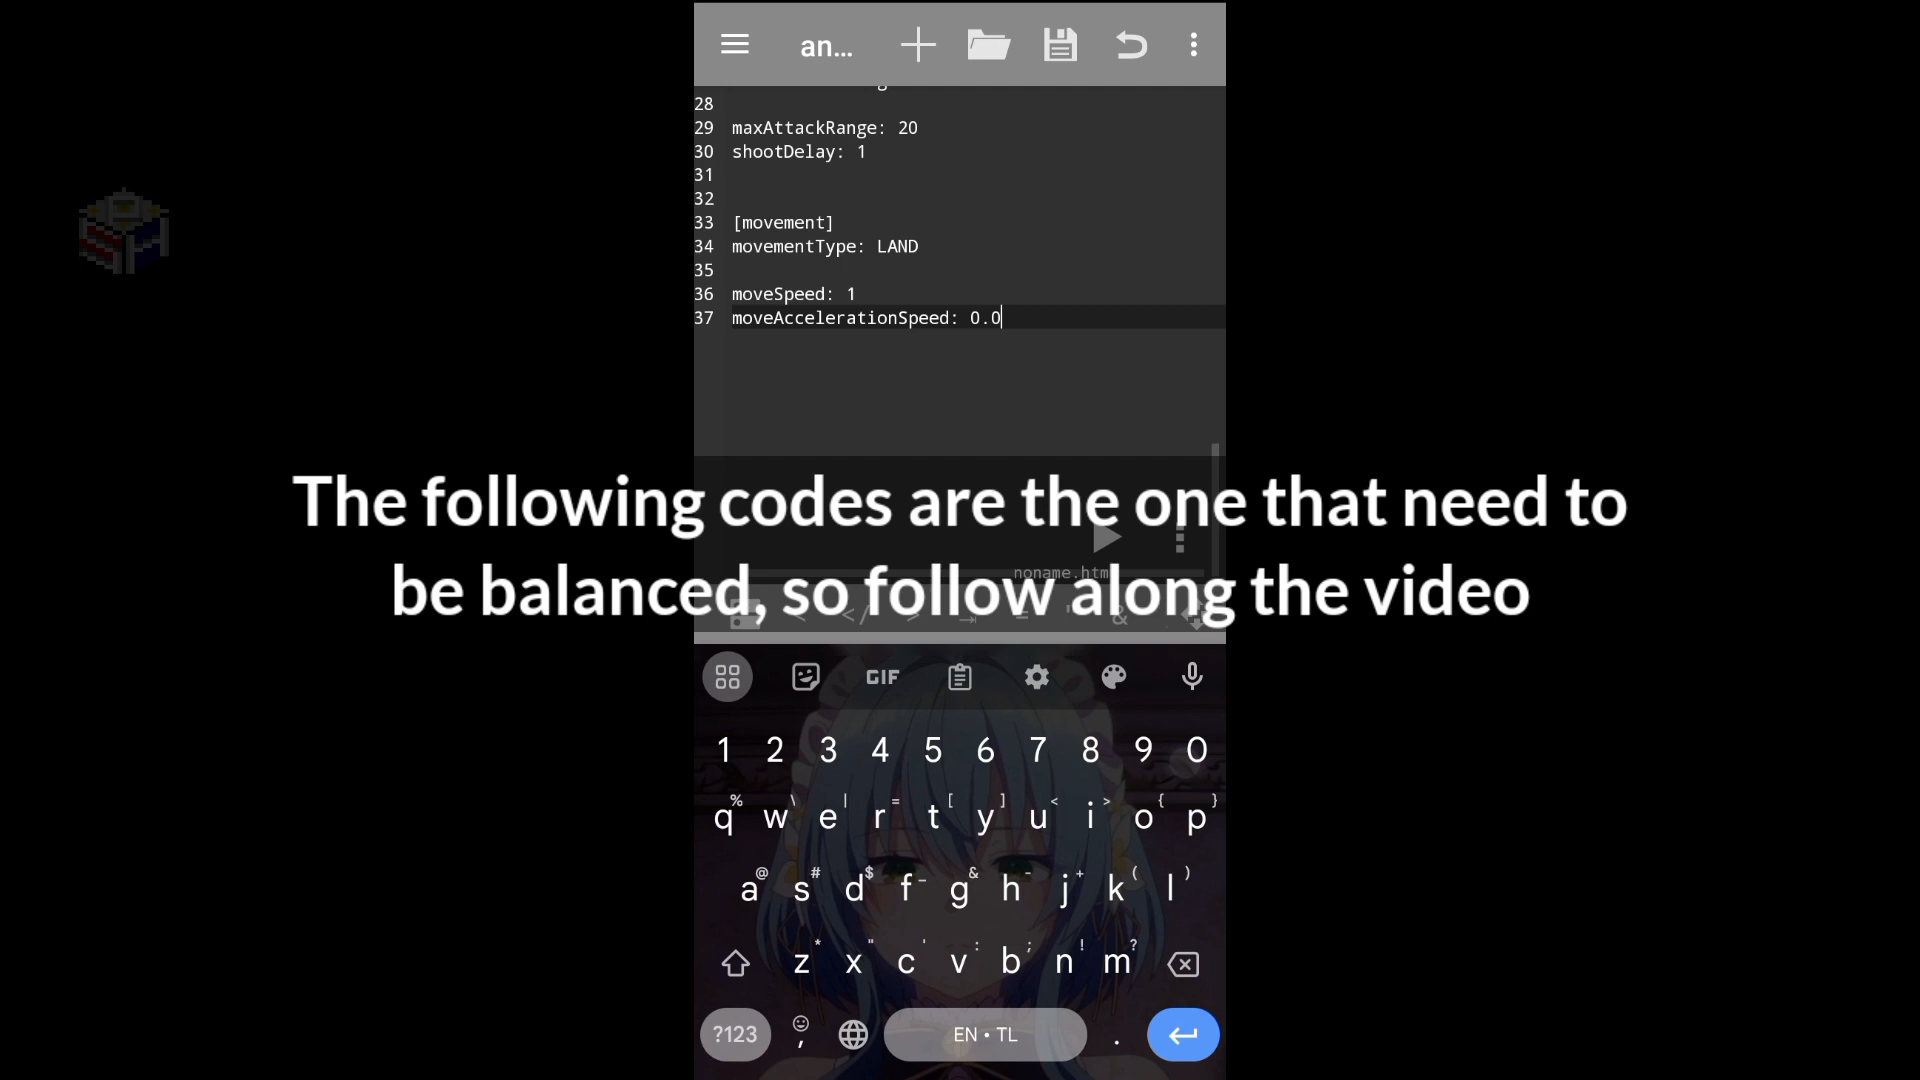 an...
28
29 maxAttackRange: 20
30 shootDelay: 1
31
32
33 [movement]
34 movementType: LAND
35
36 moveSpeed: 1
37 moveAccelerationSpeed: 0.0
The following codes are the one that need to
be balanced, so follow along the video
noname.htm
< </ > = " &
GIF
1 2 3 4 5 6 7 8 9 0
% \ | = [ ] < > { }
q w e r t y u i o p
@ # $ _ & - + ( )
a s d f g h j k l
* " ' : ; ! ?
z x c v b n m
?123 , EN • TL .